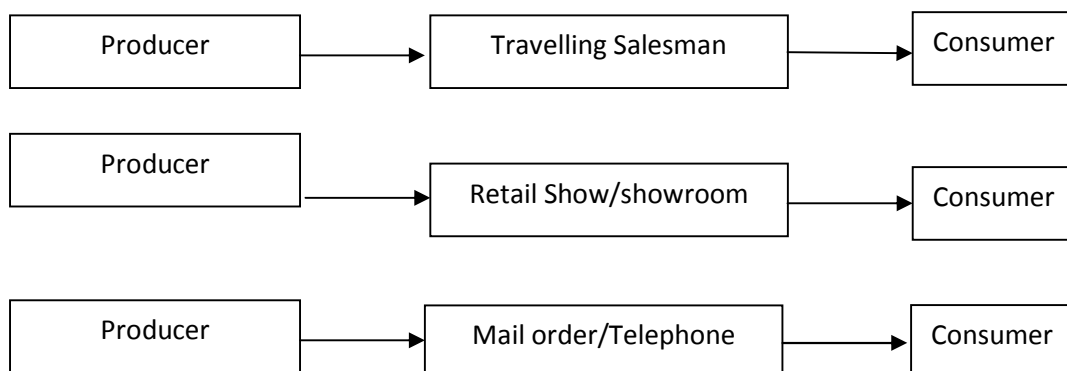 Producer Travelling Salesman Consumer
Producer Retail Show/showroom Consumer
Producer Mail order/Telephone Consumer